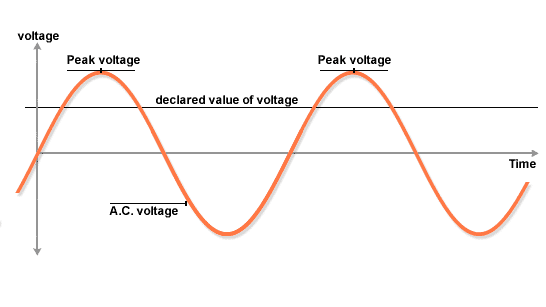 voltage
Peak voltage
Peak voltage
declared value of voltage
Time
A.C. voltage